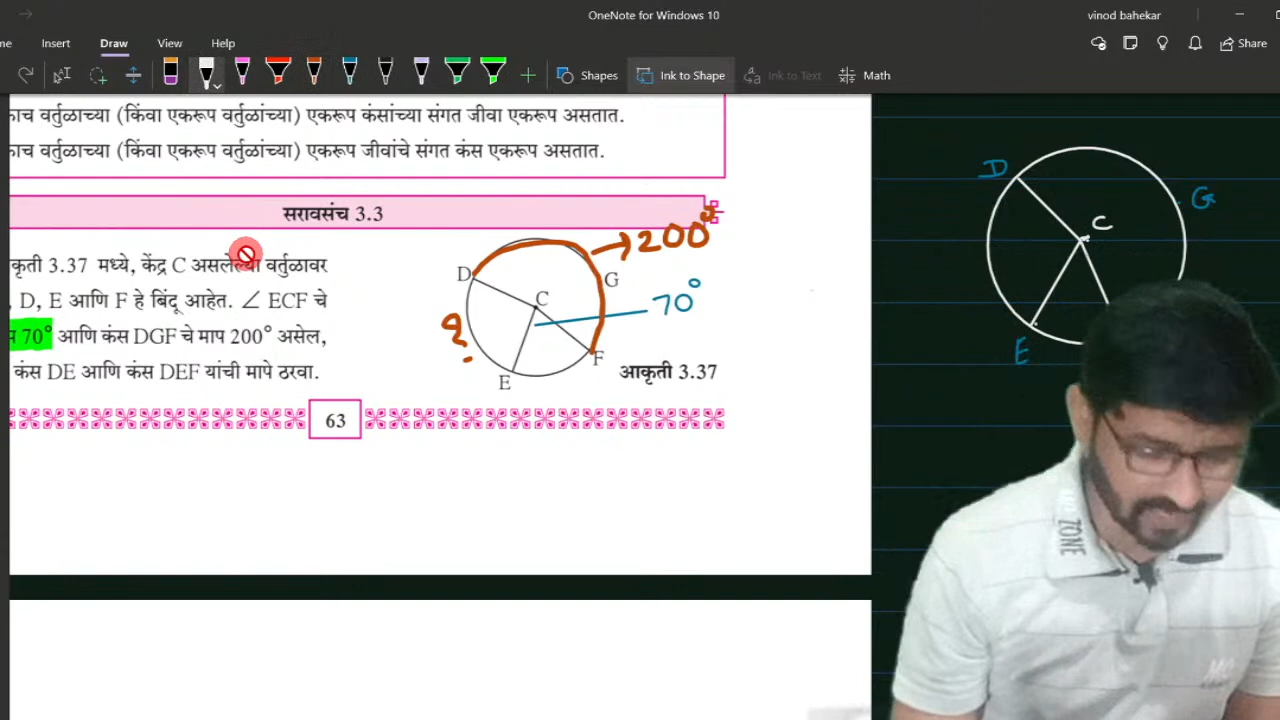 OneNote for Windows 10
vinod bahekar
Insert Draw View Help
Share
Shapes Ink to Shape Ink to Text Math
वर्तुळाच्या (किंवा एकरूप वर्तुळांच्या) एकरूप कंसांच्या संगत जीवा एकरूप असतात.
वर्तुळाच्या (किंवा एकरूप वर्तुळांच्या) एकरूप जीवांचे संगत कंस एकरूप असतात.
सरावसंच 3.3
3.37 मध्ये, केंद्र C असलेल्या वर्तुळावर
, D, E आणि F हे बिंदू आहेत. ∠ ECF चे
70° आणि कंस DGF चे माप 200° असेल,
कंस DE आणि कंस DEF यांची मापे ठरवा.
D C G E F
200°
70°
?
आकृती 3.37
63
D C G E
ZONE